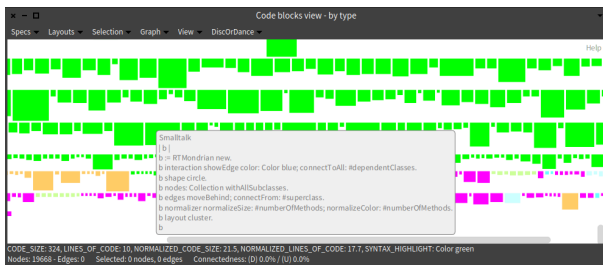 Code blocks view - by type
Specs Layouts Selection Graph View DiscOrDance
Help
Smalltalk
| b |
b := RTMondrian new.
b interaction showEdge color: Color blue; connectToAll: #dependentClasses.
b shape circle.
b nodes: Collection withAllSubclasses.
b edges moveBehind; connectFrom: #superclass.
b normalizer normalizeSize: #numberOfMethods; normalizeColor: #numberOfMethods.
b layout cluster.
b
CODE_SIZE: 324, LINES_OF_CODE: 10, NORMALIZED_CODE_SIZE: 21.5, NORMALIZED_LINES_OF_CODE: 17.7, SYNTAX_HIGHLIGHT: Color green
Nodes: 19668 - Edges: 0 Selected: 0 nodes, 0 edges Connectedness: (D) 0.0% / (U) 0.0%